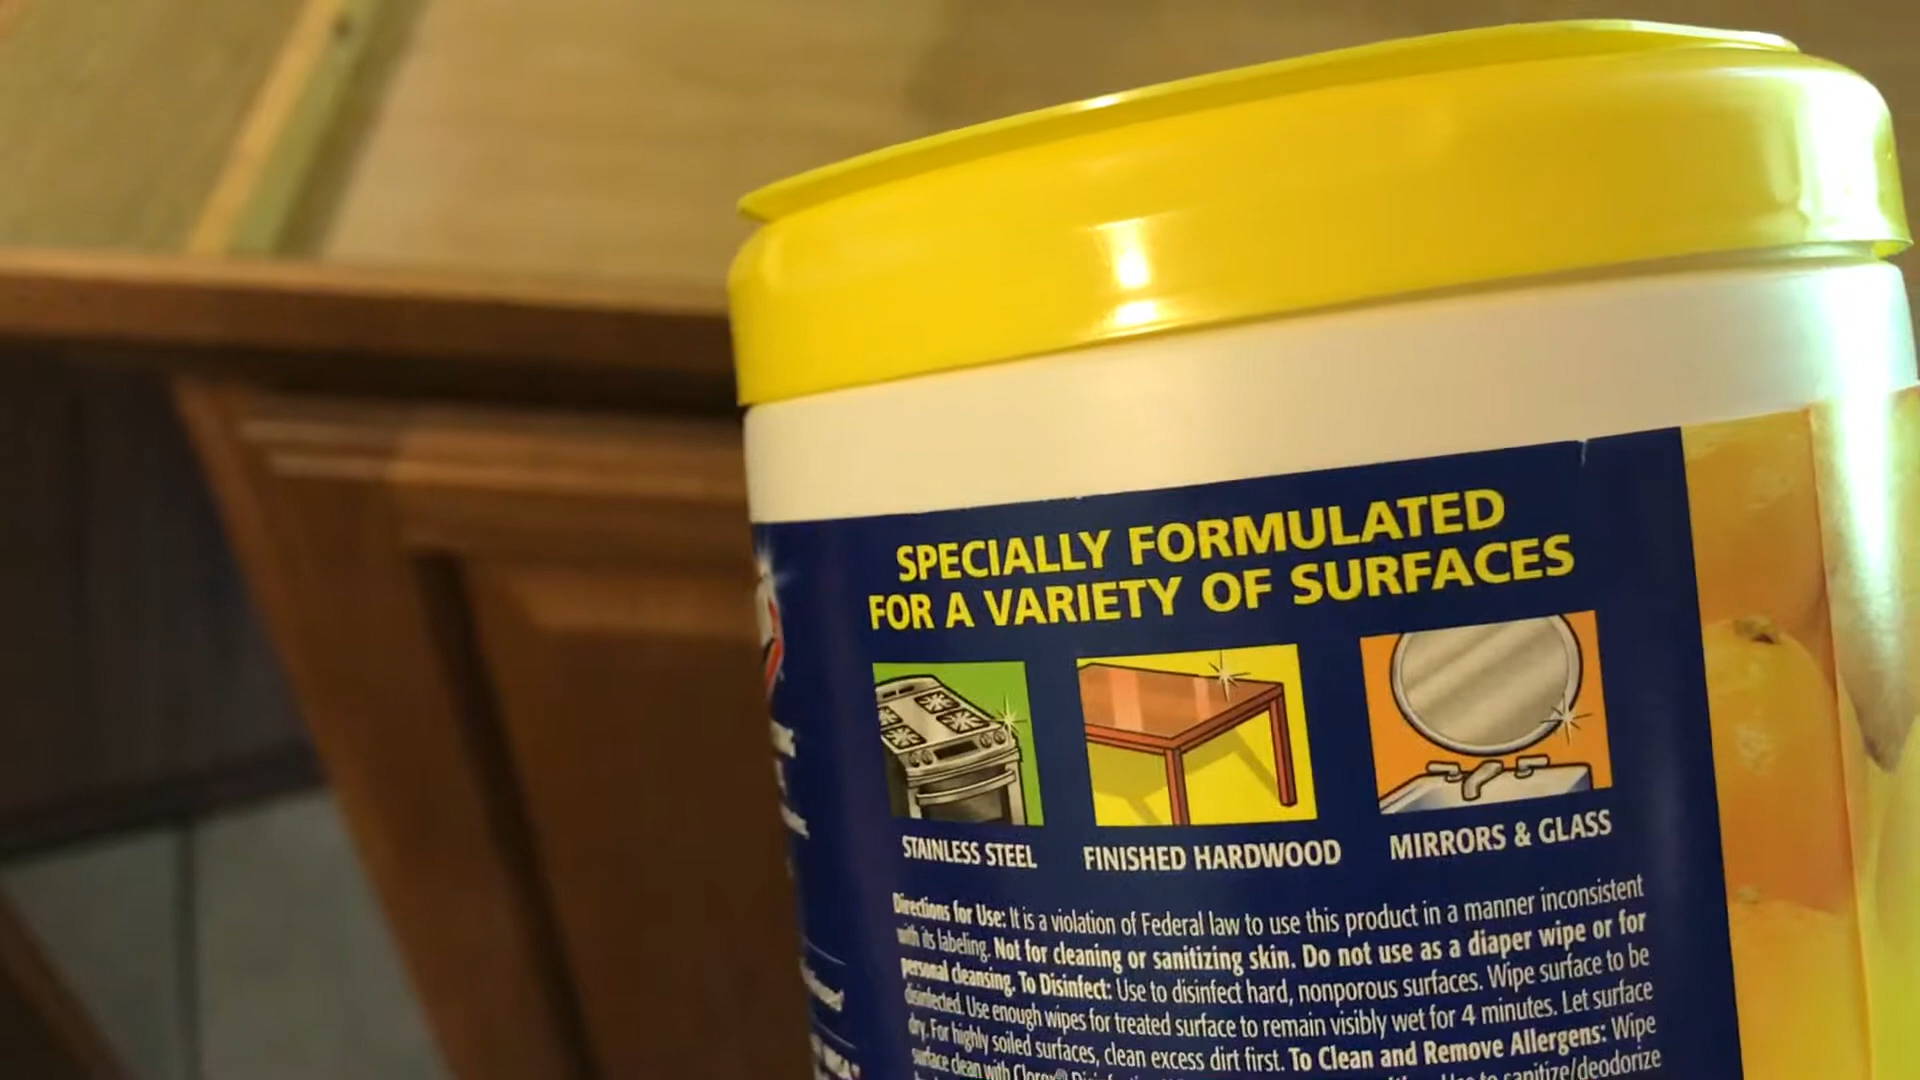 SPECIALLY FORMULATED
FOR A VARIETY OF SURFACES
STAINLESS STEEL
FINISHED HARDWOOD
MIRRORS & GLASS
Directions for Use: It is a violation of Federal law to use this product in a manner inconsistent
with its labeling. Not for cleaning or sanitizing skin. Do not use as a diaper wipe or for
personal cleansing. To Disinfect: Use to disinfect hard, nonporous surfaces. Wipe surface to be
disinfected. Use enough wipes for treated surface to remain visibly wet for 4 minutes. Let surface
dry. For highly soiled surfaces, clean excess dirt first. To Clean and Remove Allergens: Wipe
surface clean with Clorox® sanitize/deodorize